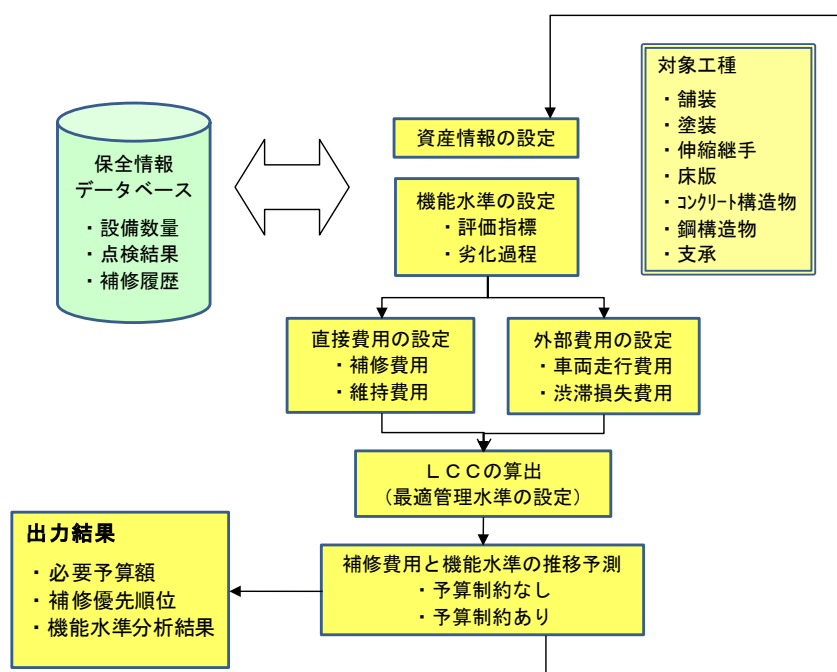 対象工種
・舗装
・塗装
・伸縮継手
・床版
・ｺﾝｸﾘｰﾄ構造物
・鋼構造物
・支承
資産情報の設定
保全情報
データベース
・設備数量
・点検結果
・補修履歴
機能水準の設定
・評価指標
・劣化過程
直接費用の設定
・補修費用
・維持費用
外部費用の設定
・車両走行費用
・渋滞損失費用
ＬＣＣの算出
（最適管理水準の設定）
補修費用と機能水準の推移予測
・予算制約なし
・予算制約あり
出力結果
・必要予算額
・補修優先順位
・機能水準分析結果